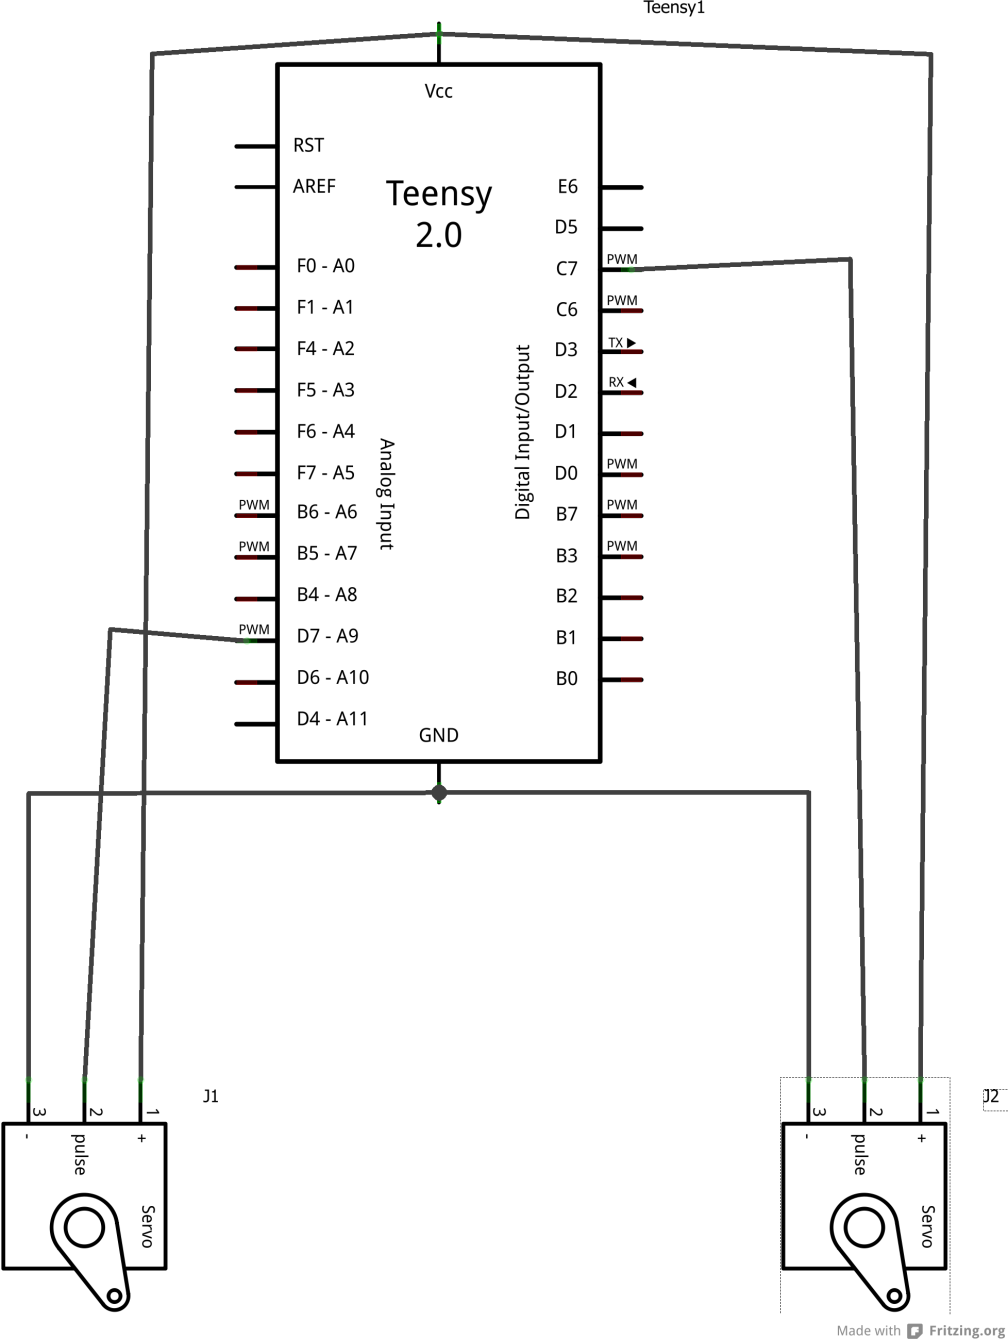 Teensy1
Vcc
RST
AREF
Teensy
2.0
E6
D5
F0 - A0
PWM
C7
F1 - A1
PWM
C6
F4 - A2
TX
D3
F5 - A3
RX
D2
F6 - A4
D1
F7 - A5
PWM
D0
PWM
B6 - A6
PWM
B7
PWM
B5 - A7
PWM
B3
B4 - A8
B2
PWM
D7 - A9
B1
D6 - A10
B0
D4 - A11
Analog Input
Digital Input/Output
GND
J1
3
2
1
-
pulse
+
Servo
J2
3
2
1
-
pulse
+
Servo
Made with Fritzing.org